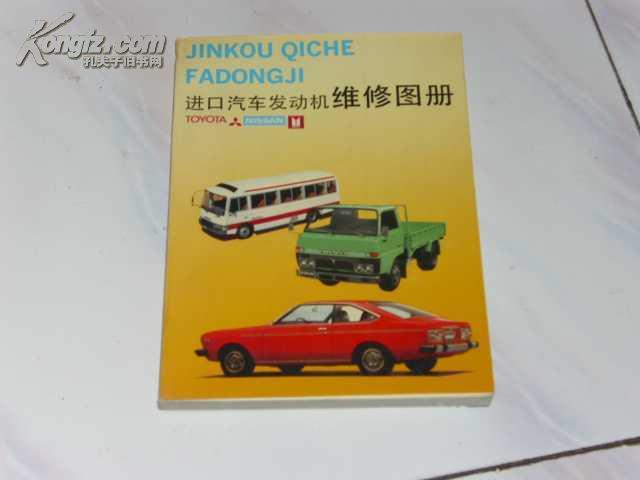 Kongfz.com
孔夫子旧书网
JINKOU QICHE
FADONGJI
进口汽车发动机 维修图册
TOYOTA NISSAN